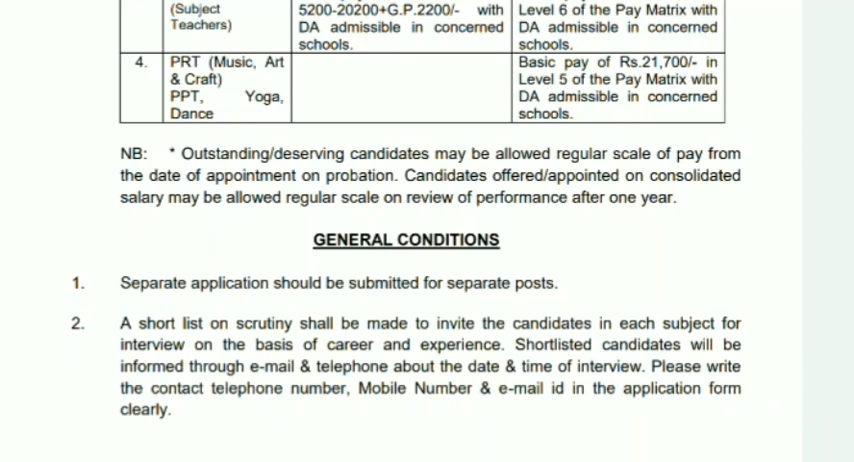 (Subject 5200-20200+G.P.2200/- with Level 6 of the Pay Matrix with
Teachers) DA admissible in concerned DA admissible in concerned
schools. schools.
4. PRT (Music, Art Basic pay of Rs.21,700/- in
& Craft) Level 5 of the Pay Matrix with
PPT, Yoga, DA admissible in concerned
Dance schools.
NB: * Outstanding/deserving candidates may be allowed regular scale of pay from
the date of appointment on probation. Candidates offered/appointed on consolidated
salary may be allowed regular scale on review of performance after one year.
GENERAL CONDITIONS
1. Separate application should be submitted for separate posts.
2. A short list on scrutiny shall be made to invite the candidates in each subject for
interview on the basis of career and experience. Shortlisted candidates will be
informed through e-mail & telephone about the date & time of interview. Please write
the contact telephone number, Mobile Number & e-mail id in the application form
clearly.